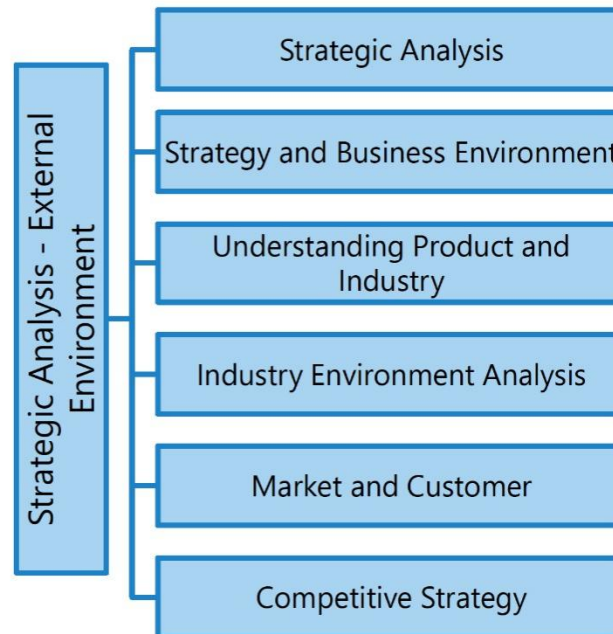 Strategic Analysis - External
Environment
Strategic Analysis
Strategy and Business Environment
Understanding Product and
Industry
Industry Environment Analysis
Market and Customer
Competitive Strategy